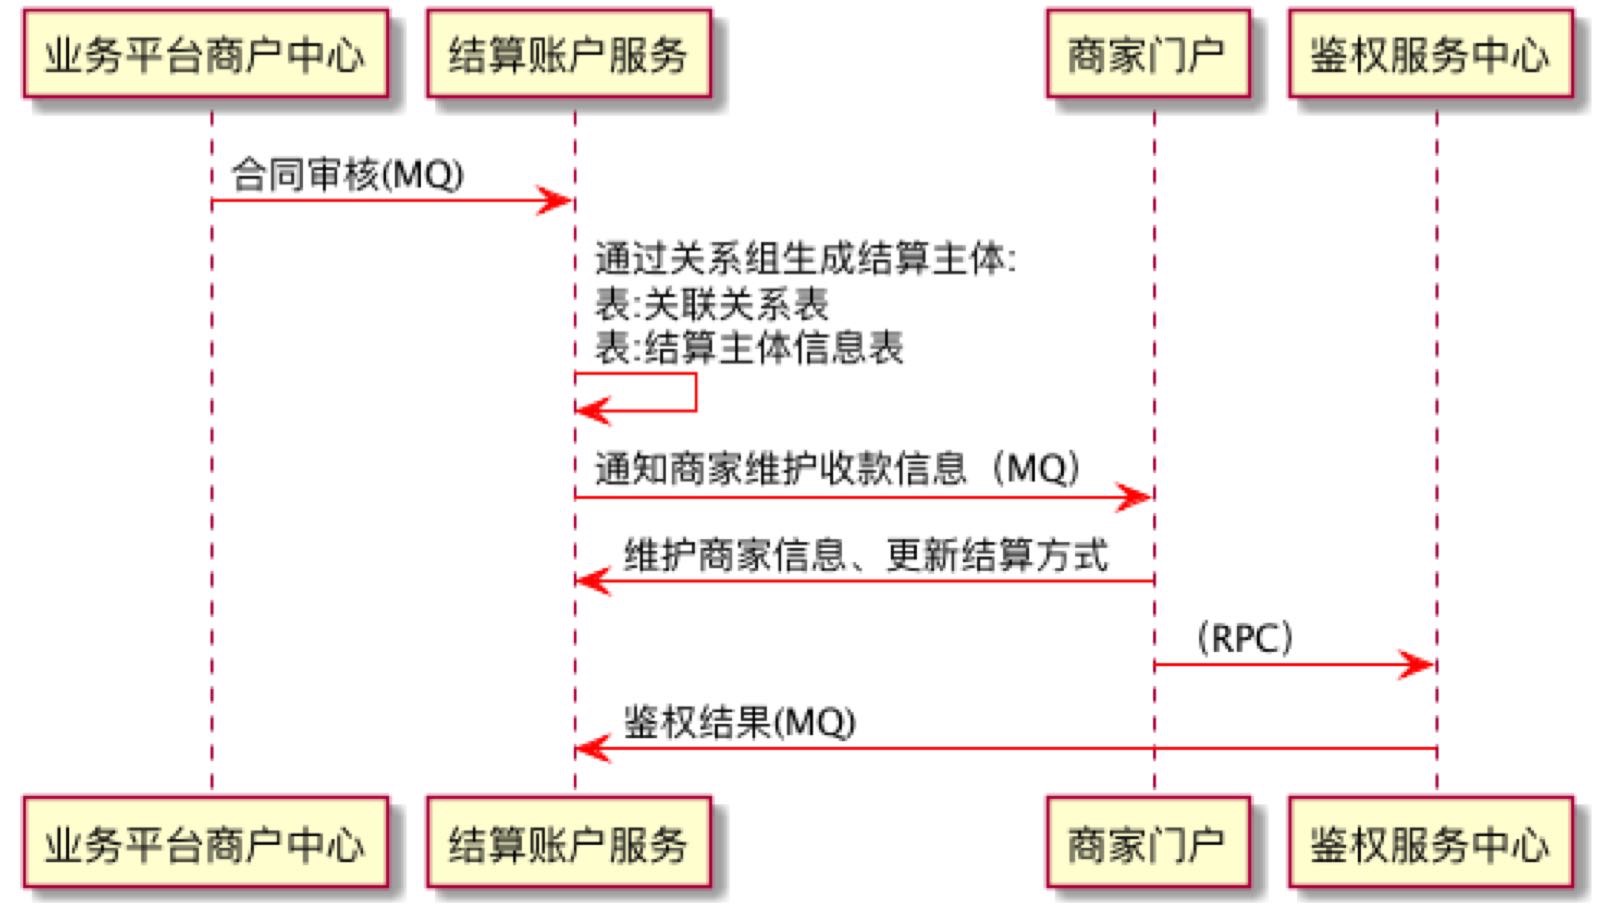 业务平台商户中心
结算账户服务
商家门户
鉴权服务中心
合同审核(MQ)
通过关系组生成结算主体:
表:关联关系表
表:结算主体信息表
通知商家维护收款信息（MQ）
维护商家信息、更新结算方式
（RPC）
鉴权结果(MQ)
业务平台商户中心
结算账户服务
商家门户
鉴权服务中心